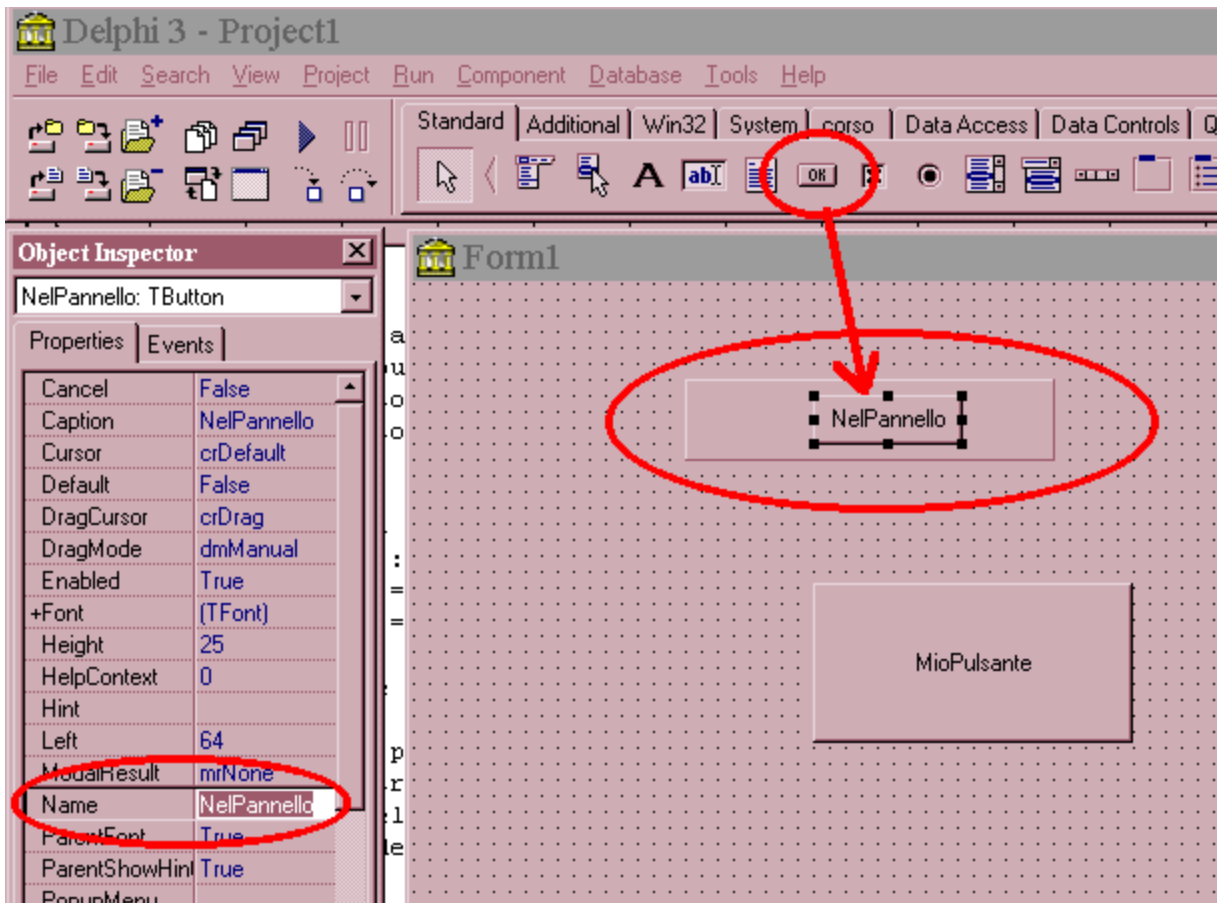 Delphi 3 - Project1
File Edit Search View Project Run Component Database Tools Help
Standard Additional Win32 System corso Data Access Data Controls Q
A ab OK
Object Inspector
Form1
NelPannello: TButton
Properties Events
Cancel False
Caption NelPannello
Cursor crDefault
Default False
DragCursor crDrag
DragMode dmManual
Enabled True
+Font (TFont)
Height 25
HelpContext 0
Hint
Left 64
ModalResult mrNone
Name NelPannello
ParentFont True
ParentShowHint True
PopupMenu
NelPannello
MioPulsante